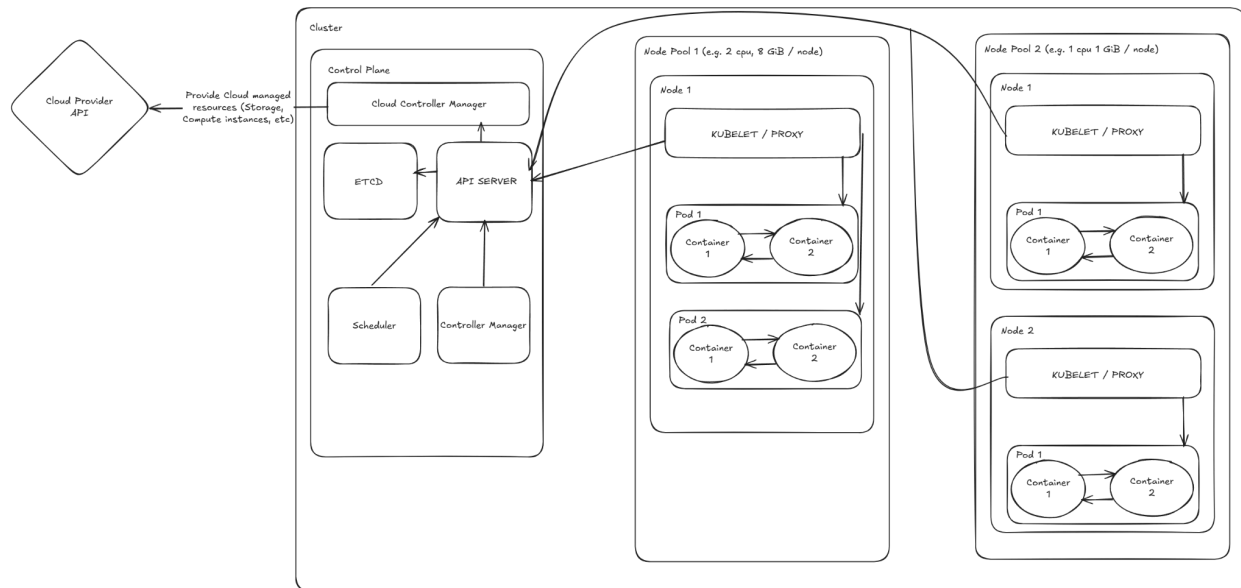 Cluster
Cloud Provider
API
Provide Cloud managed
resources (Storage,
Compute instances, etc)
Control Plane
Cloud Controller Manager
ETCD
API SERVER
Scheduler
Controller Manager
Node Pool 1 (e.g. 2 cpu, 8 GiB / node)
Node 1
KUBELET / PROXY
Pod 1
Container
1
Container
2
Pod 2
Container
1
Container
2
Node Pool 2 (e.g. 1 cpu 1 GiB / node)
Node 1
KUBELET / PROXY
Pod 1
Container
1
Container
2
Node 2
KUBELET / PROXY
Pod 1
Container
1
Container
2